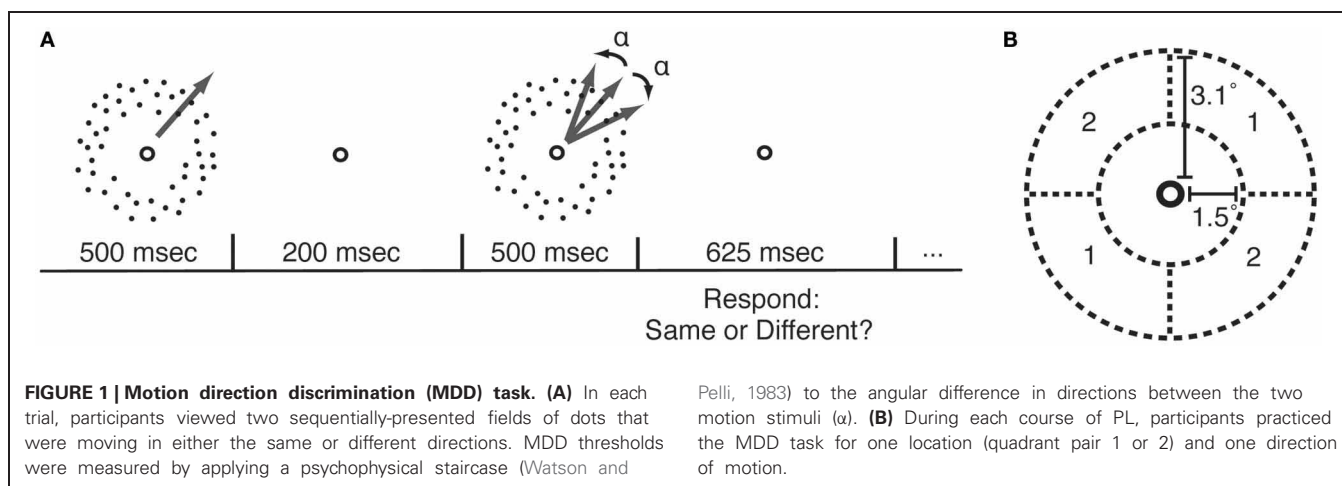 A
α
α
500 msec
200 msec
500 msec
625 msec
...
Respond:
Same or Different?
B
3.1°
2
1
1.5°
1
2
FIGURE 1 | Motion direction discrimination (MDD) task. (A) In each
trial, participants viewed two sequentially-presented fields of dots that
were moving in either the same or different directions. MDD thresholds
were measured by applying a psychophysical staircase (Watson and
Pelli, 1983) to the angular difference in directions between the two
motion stimuli (α). (B) During each course of PL, participants practiced
the MDD task for one location (quadrant pair 1 or 2) and one direction
of motion.